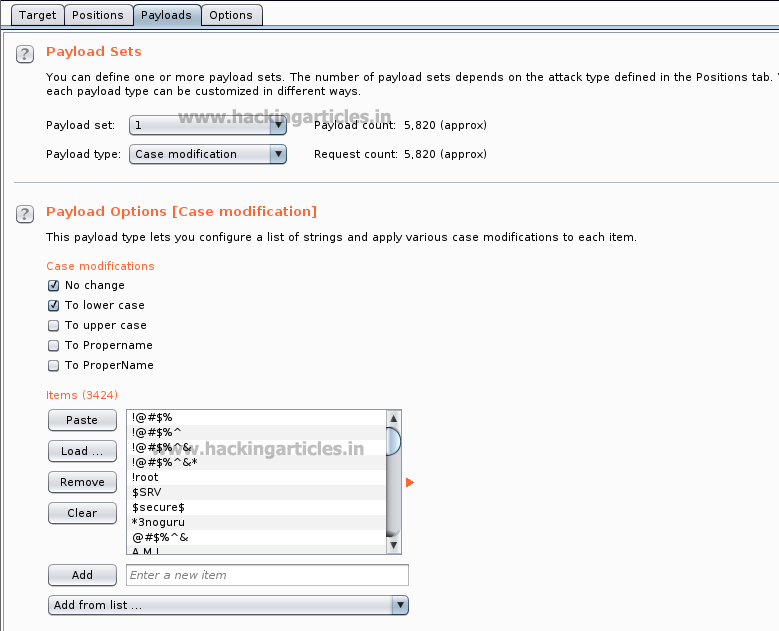 Target Positions Payloads Options
? Payload Sets
You can define one or more payload sets. The number of payload sets depends on the attack type defined in the Positions tab.
each payload type can be customized in different ways.
www.hackingarticles.in
Payload set: 1 Payload count: 5,820 (approx)
Payload type: Case modification Request count: 5,820 (approx)
? Payload Options [Case modification]
This payload type lets you configure a list of strings and apply various case modifications to each item.
Case modifications
No change
To lower case
To upper case
To Propername
To ProperName
Items (3424)
Paste
Load ...
Remove
Clear
!@#$%
!@#$%^
!@#$%^&
www.hackingarticles.in
!@#$%^&*
!root
$SRV
$secure$
*3noguru
@#$%^&
Add Enter a new item
Add from list ...